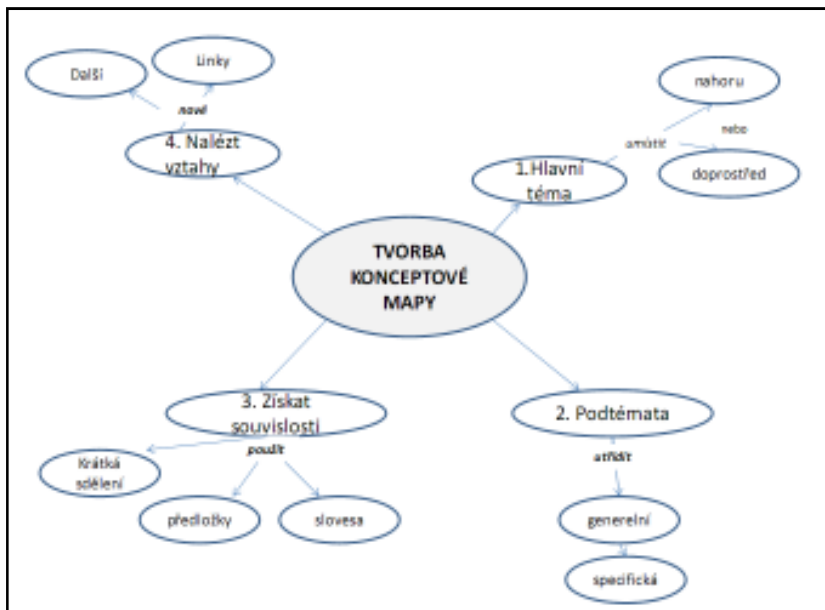 TVORBA
KONCEPTOVÉ
MAPY
1.Hlavní
téma
umístit
nahoru
nebo
doprostřed
2. Podtémata
utřídit
generelní
specifická
3. Získat
souvislosti
použít
Krátká
sdělení
předložky
slovesa
4. Nalézt
vztahy
nové
Další
Linky